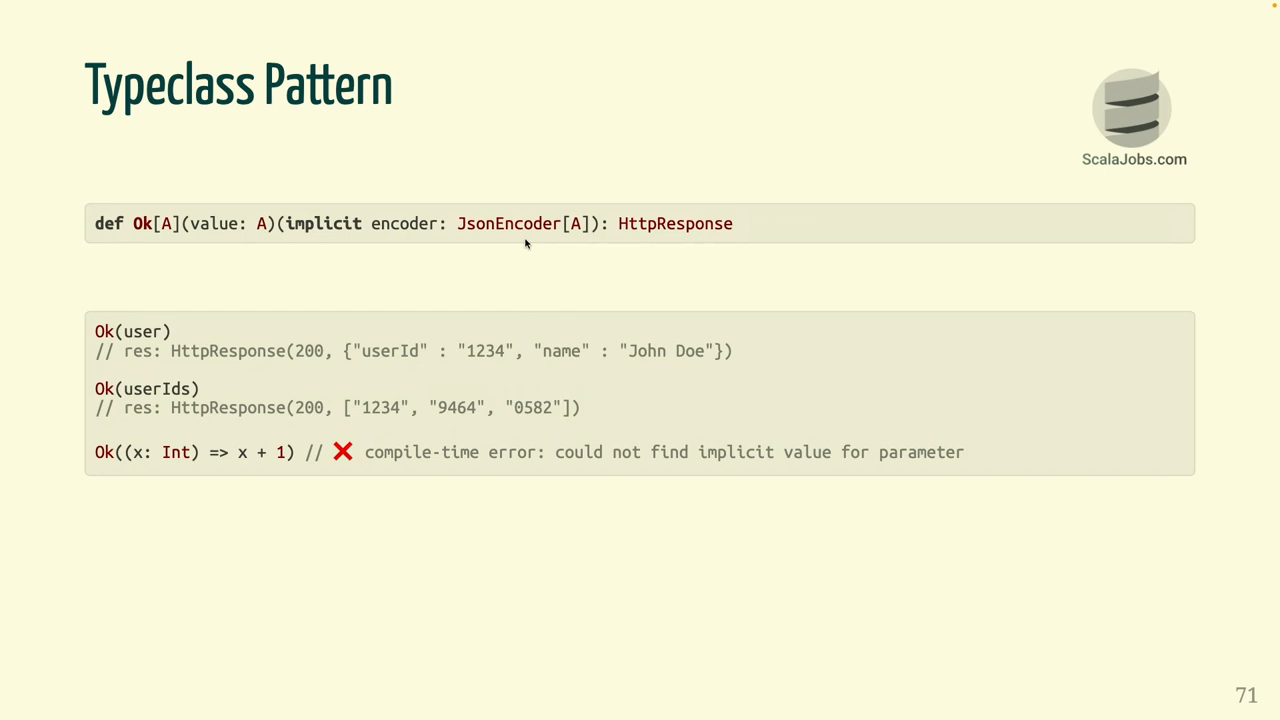 Typeclass Pattern
ScalaJobs.com
def Ok[A](value: A)(implicit encoder: JsonEncoder[A]): HttpResponse
Ok(user)
// res: HttpResponse(200, {"userId" : "1234", "name" : "John Doe"})
Ok(userIds)
// res: HttpResponse(200, ["1234", "9464", "0582"])
Ok((x: Int) => x + 1) // ❌ compile-time error: could not find implicit value for parameter
71